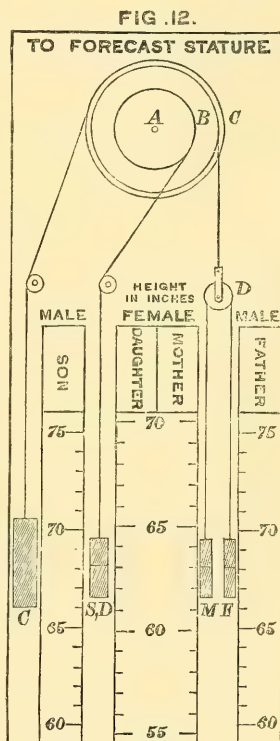 FIG. 12.
TO FORECAST STATURE
A B C
D
HEIGHT
IN INCHES
MALE FEMALE MALE
SON DAUGHTER MOTHER FATHER
75 70 75
70 65 70
C S,D M F
65 60 65
60 55 60